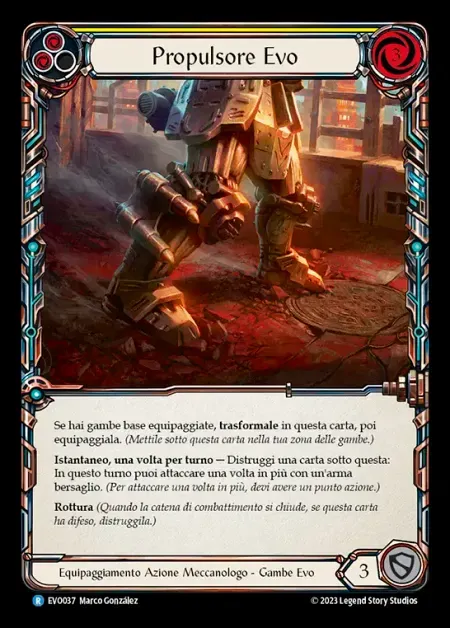 Propulsore Evo
3
Se hai gambe base equipaggiate, trasformale in questa carta, poi
equipaggiala. (Mettile sotto questa carta nella tua zona delle gambe.)
Istantaneo, una volta per turno — Distruggi una carta sotto questa:
In questo turno puoi attaccare una volta in più con un'arma
bersaglio. (Per attaccare una volta in più, devi avere un punto azione.)
Rottura (Quando la catena di combattimento si chiude, se questa carta
ha difeso, distruggila.)
Equipaggiamento Azione Meccanologo - Gambe Evo
3
R EVO037 Marco González
© 2023 Legend Story Studios